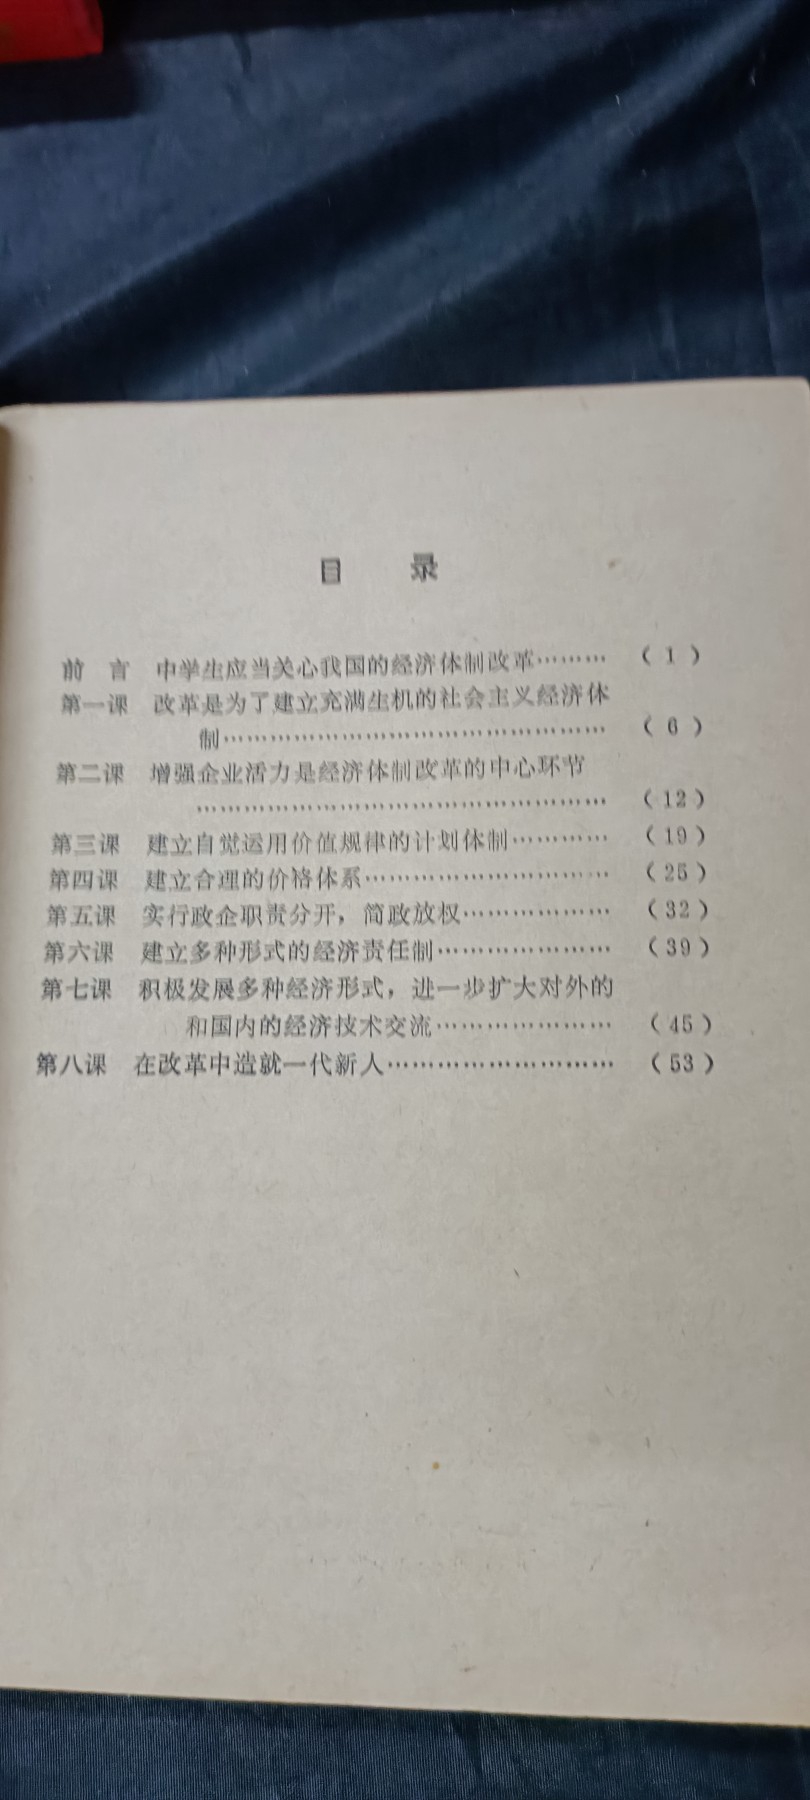 目 录
前 言 中学生应当关心我国的经济体制改革………（1）
第一课 改革是为了建立充满生机的社会主义经济体
制……………………………………………（6）
第二课 增强企业活力是经济体制改革的中心环节
………………………………………………（12）
第三课 建立自觉运用价值规律的计划体制…………（19）
第四课 建立合理的价格体系…………………………（25）
第五课 实行政企职责分开，简政放权………………（32）
第六课 建立多种形式的经济责任制…………………（39）
第七课 积极发展多种经济形式，进一步扩大对外的
和国内的经济技术交流…………………（45）
第八课 在改革中造就一代新人………………………（53）